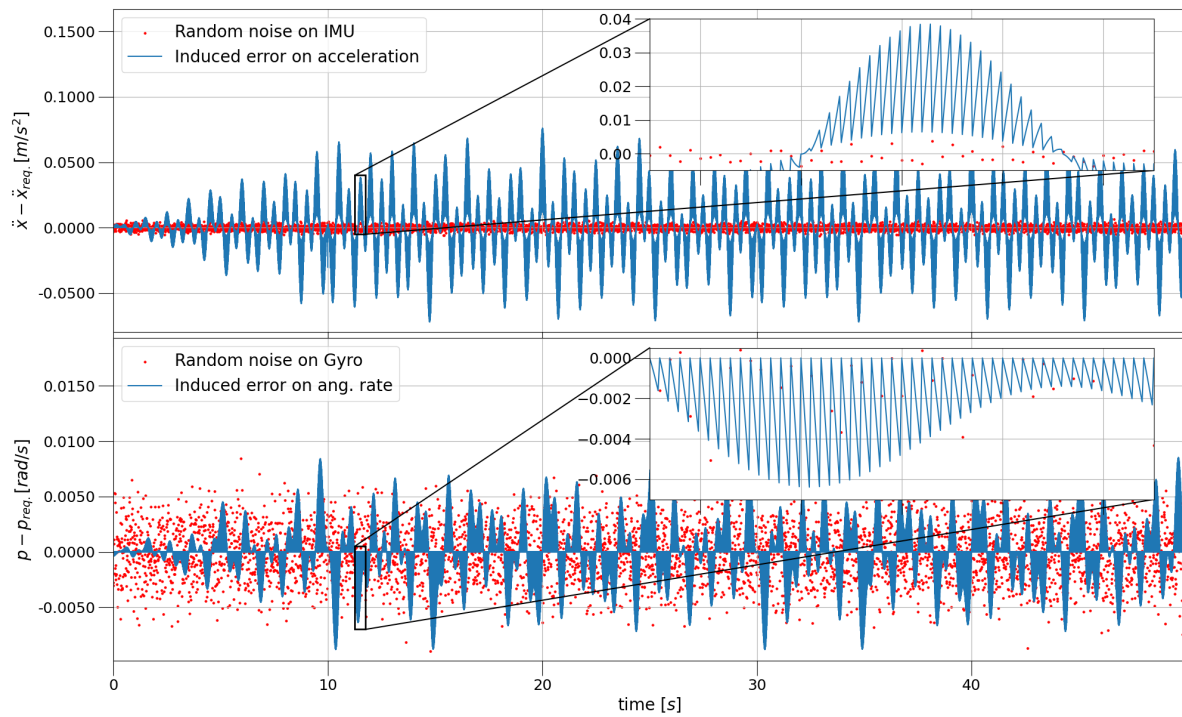 0.1500
0.1000
0.0500
0.0000
-0.0500
ẍ − ẍ_req. [m/s²]
Random noise on IMU
Induced error on acceleration
0.04
0.03
0.02
0.01
0.00
0.0150
0.0100
0.0050
0.0000
-0.0050
p − p_req. [rad/s]
Random noise on Gyro
Induced error on ang. rate
0.000
−0.002
−0.004
−0.006
0 10 20 30 40
time [s]